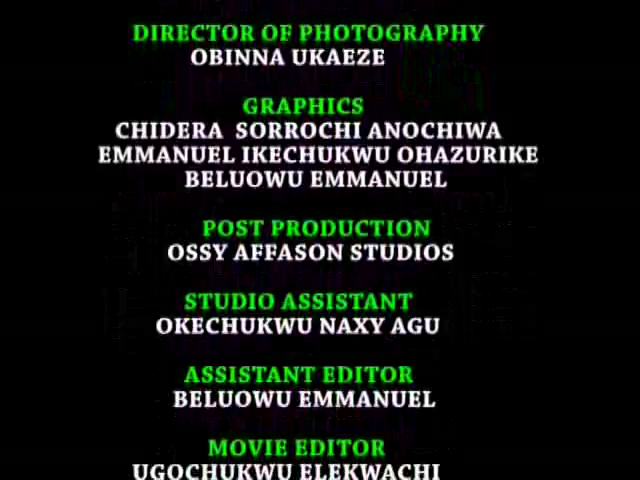 DIRECTOR OF PHOTOGRAPHY
OBINNA UKAEZE
GRAPHICS
CHIDERA SORROCHI ANOCHIWA
EMMANUEL IKECHUKWU OHAZURIKE
BELUOWU EMMANUEL
POST PRODUCTION
OSSY AFFASON STUDIOS
STUDIO ASSISTANT
OKECHUKWU NAXY AGU
ASSISTANT EDITOR
BELUOWU EMMANUEL
MOVIE EDITOR
UGOCHUKWU ELEKWACHI